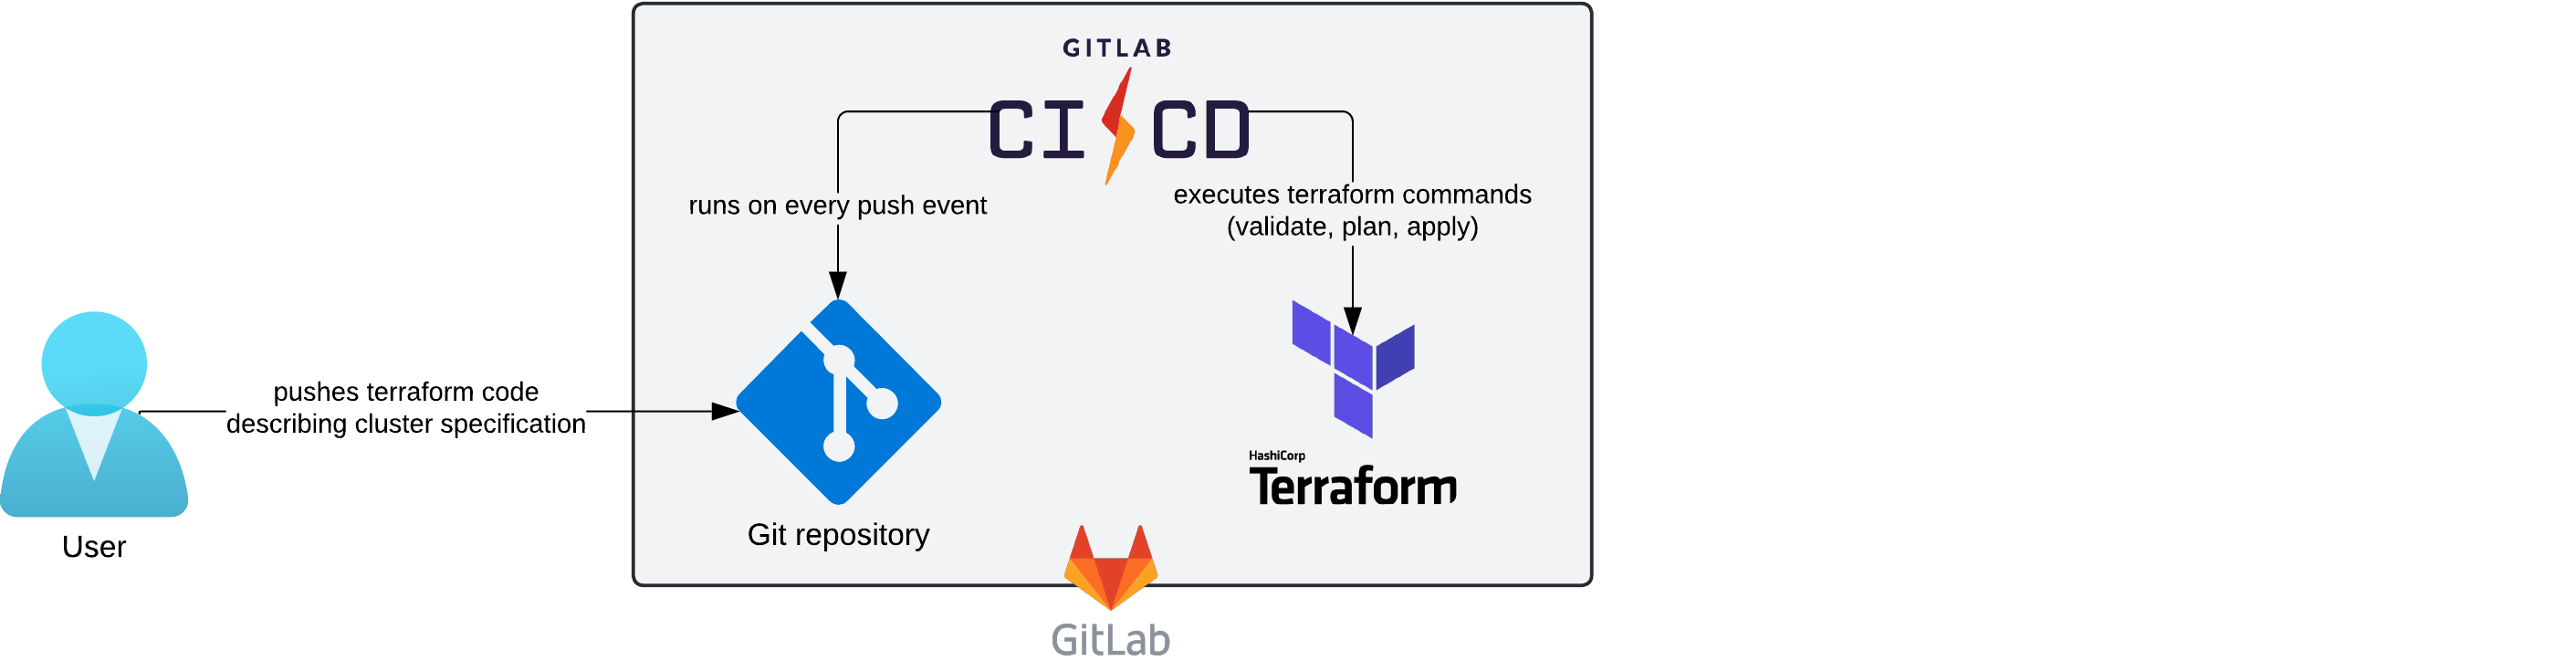 GITLAB
CI CD
runs on every push event
executes terraform commands
(validate, plan, apply)
pushes terraform code
describing cluster specification
HashiCorp
Terraform
Git repository
User
GitLab